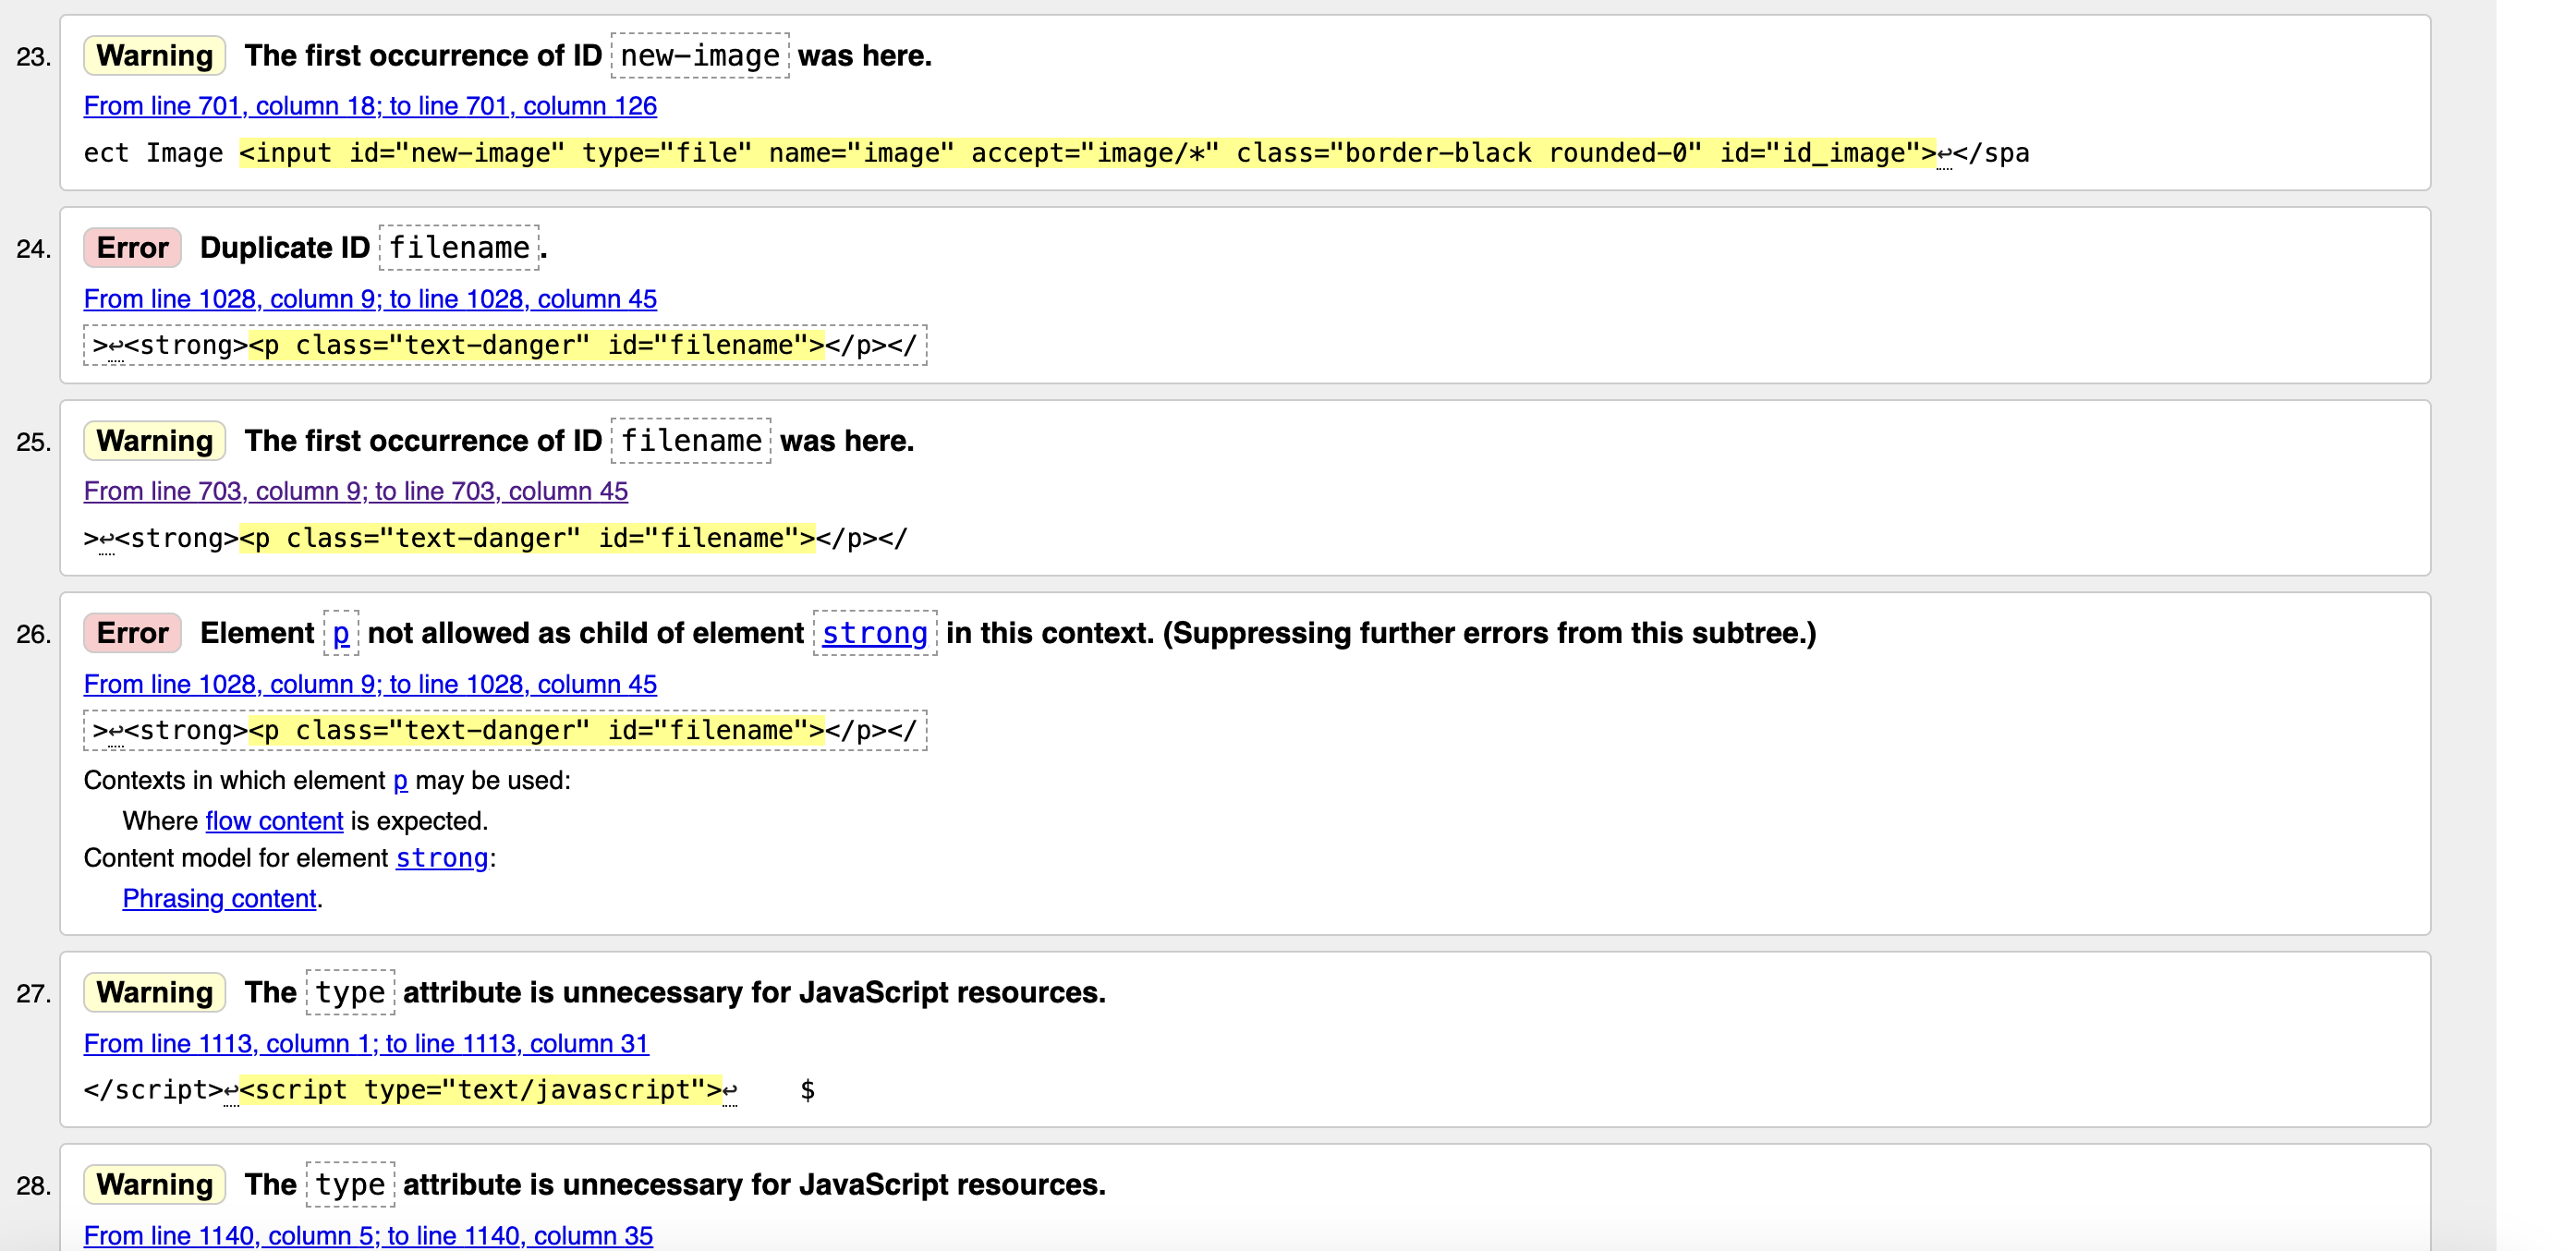 23. Warning The first occurrence of ID new-image was here.
From line 701, column 18; to line 701, column 126
ect Image <input id="new-image" type="file" name="image" accept="image/*" class="border-black rounded-0" id="id_image">↩</spa
24. Error Duplicate ID filename.
From line 1028, column 9; to line 1028, column 45
>↩<strong><p class="text-danger" id="filename"></p></
25. Warning The first occurrence of ID filename was here.
From line 703, column 9; to line 703, column 45
>↩<strong><p class="text-danger" id="filename"></p></
26. Error Element p not allowed as child of element strong in this context. (Suppressing further errors from this subtree.)
From line 1028, column 9; to line 1028, column 45
>↩<strong><p class="text-danger" id="filename"></p></
Contexts in which element p may be used:
Where flow content is expected.
Content model for element strong:
Phrasing content.
27. Warning The type attribute is unnecessary for JavaScript resources.
From line 1113, column 1; to line 1113, column 31
</script>↩<script type="text/javascript">↩    $
28. Warning The type attribute is unnecessary for JavaScript resources.
From line 1140, column 5; to line 1140, column 35